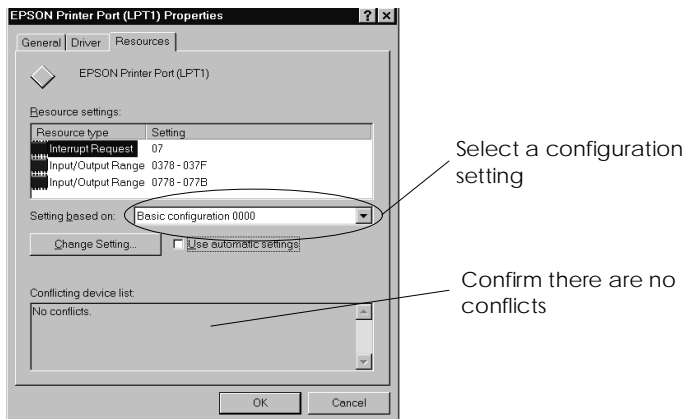 EPSON Printer Port (LPT1) Properties
General Driver Resources
EPSON Printer Port (LPT1)
Resource settings:
Resource type Setting
Interrupt Request 07
Input/Output Range 0378 - 037F
Input/Output Range 0778 - 077B
Setting based on: Basic configuration 0000
Change Setting... Use automatic settings
Conflicting device list:
No conflicts.
OK Cancel
Select a configuration
setting
Confirm there are no
conflicts